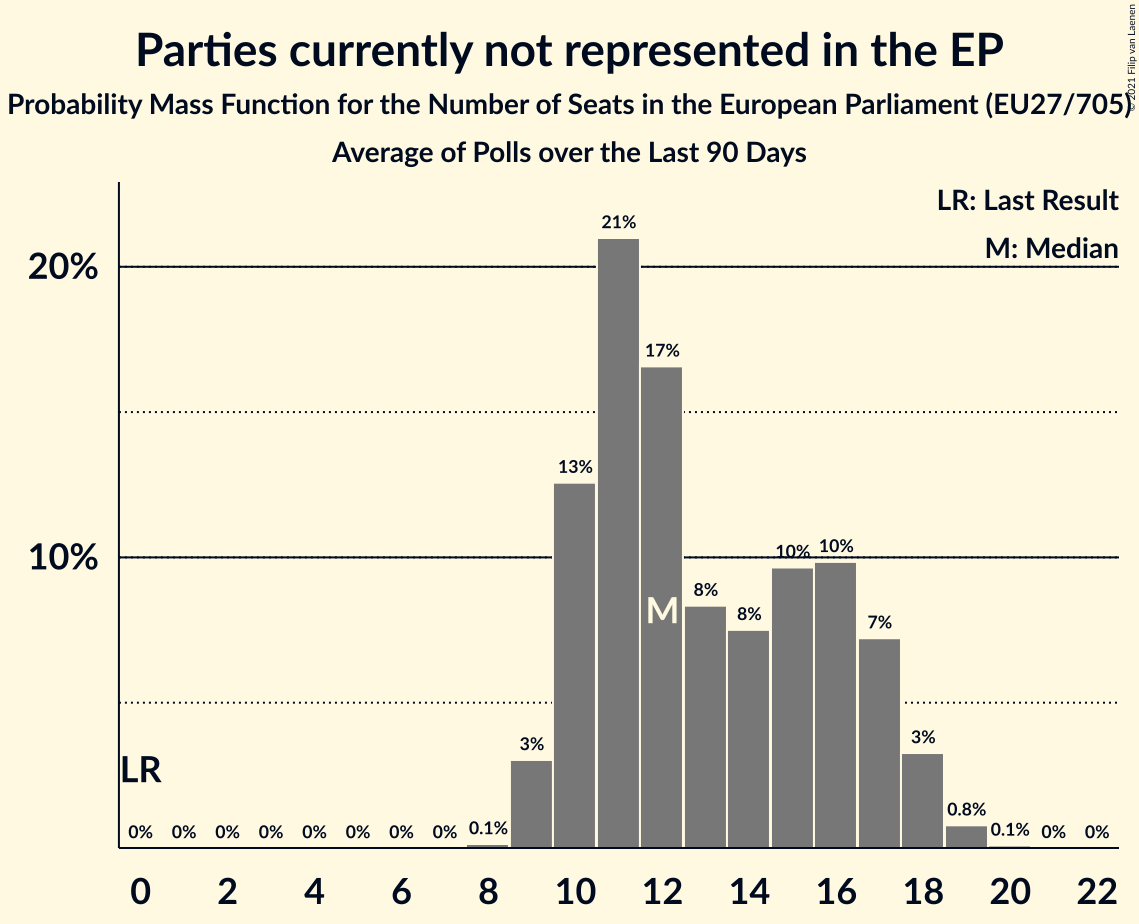 Parties currently not represented in the EP
Probability Mass Function for the Number of Seats in the European Parliament (EU27/705)
Average of Polls over the Last 90 Days
© 2021 Filip van Laenen
LR: Last Result
M: Median
20%
10%
21%
17%
13%
10%
10%
8%
8%
7%
3%
3%
0.8%
0.1%
0.1%
M
LR
0% 0% 0% 0% 0% 0% 0% 0% 0% 0%
0 2 4 6 8 10 12 14 16 18 20 22